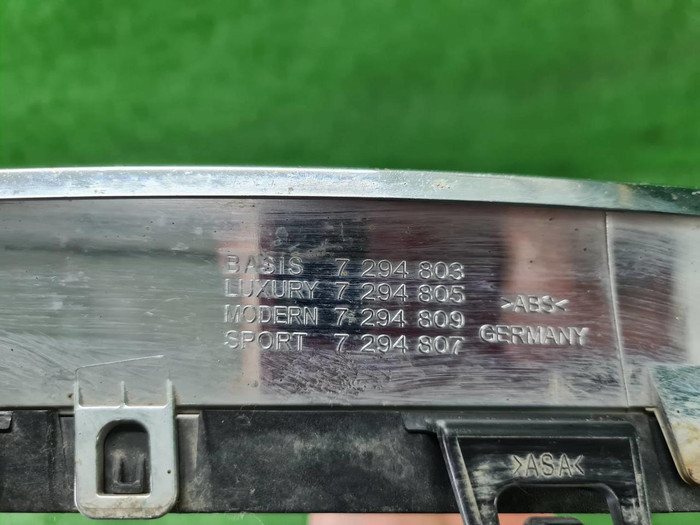 BASIS 7 294 803
LUXURY 7 294 805
MODERN 7 294 809
SPORT 7 294 807
>ABS<
GERMANY
>ASA<